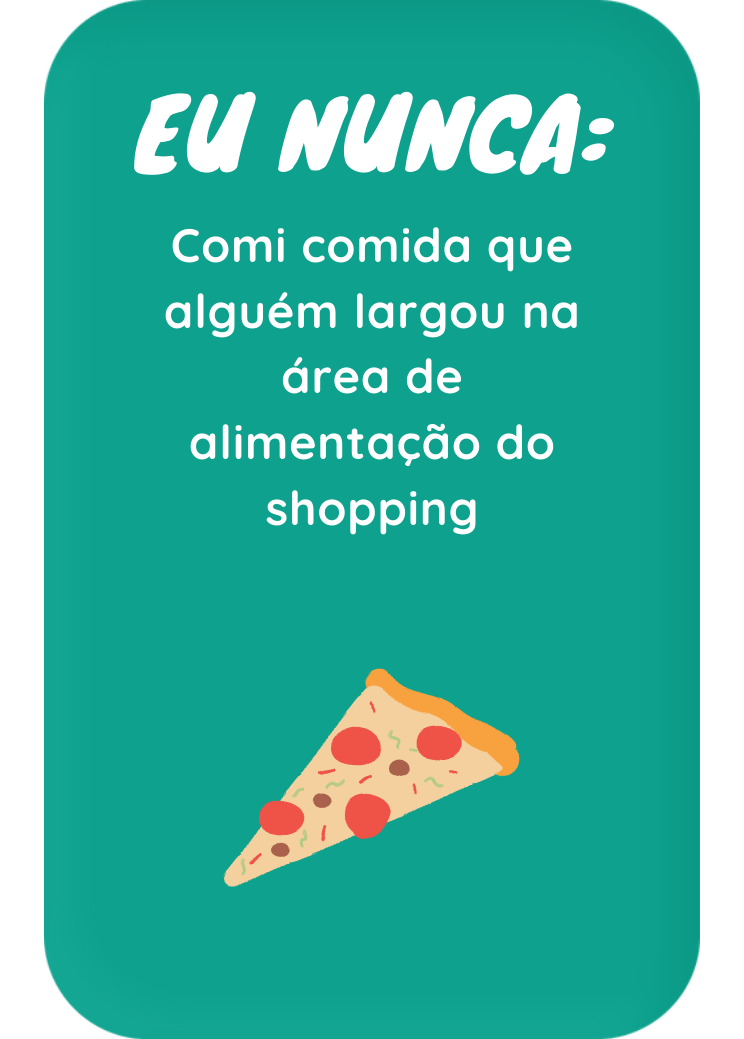 EU NUNCA:
Comi comida que
alguém largou na
área de
alimentação do
shopping